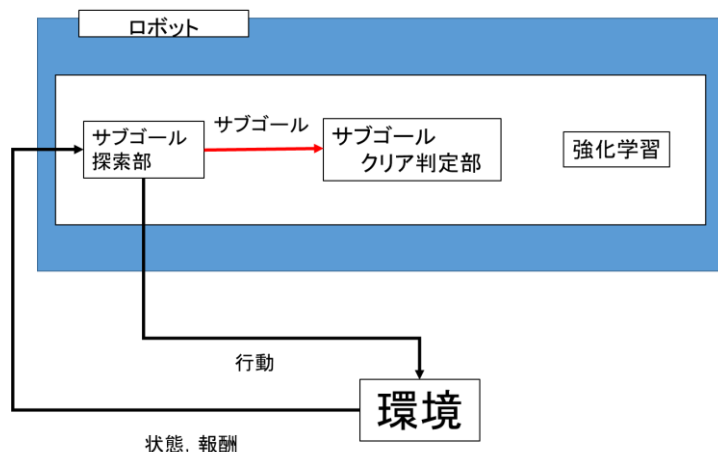 ロボット
サブゴール
サブゴール
探索部
サブゴール
クリア判定部
強化学習
行動
環境
状態, 報酬